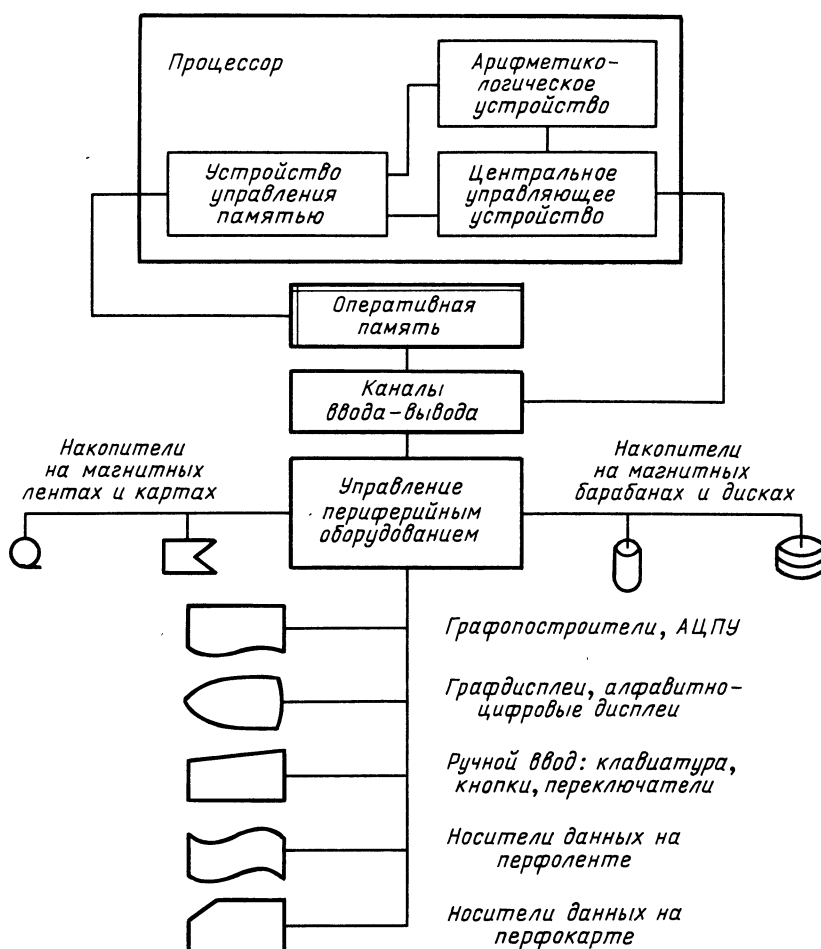 Процессор
Арифметико-
логическое
устройство
Устройство
управления
памятью
Центральное
управляющее
устройство
Оперативная
память
Каналы
ввода-вывода
Накопители
на магнитных
лентах и картах
Управление
периферийным
оборудованием
Накопители
на магнитных
барабанах и дисках
Графопостроители, АЦПУ
Графдисплеи, алфавитно-
цифровые дисплеи
Ручной ввод: клавиатура,
кнопки, переключатели
Носители данных на
перфоленте
Носители данных на
перфокарте